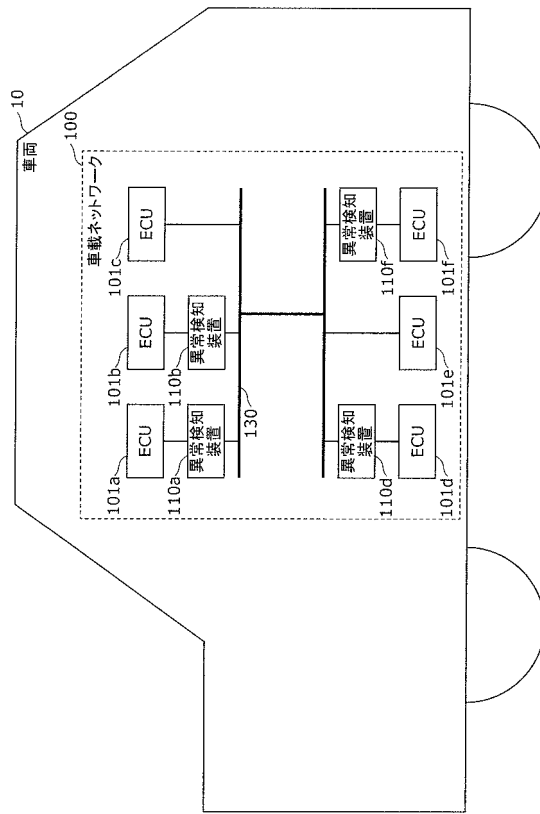 10
車両
100
車載ネットワーク
101a
ECU
101b
ECU
101c
ECU
110a
異常検知
装置
110b
異常検知
装置
130
異常検知
装置
110d
異常検知
装置
110f
ECU
101d
ECU
101e
ECU
101f